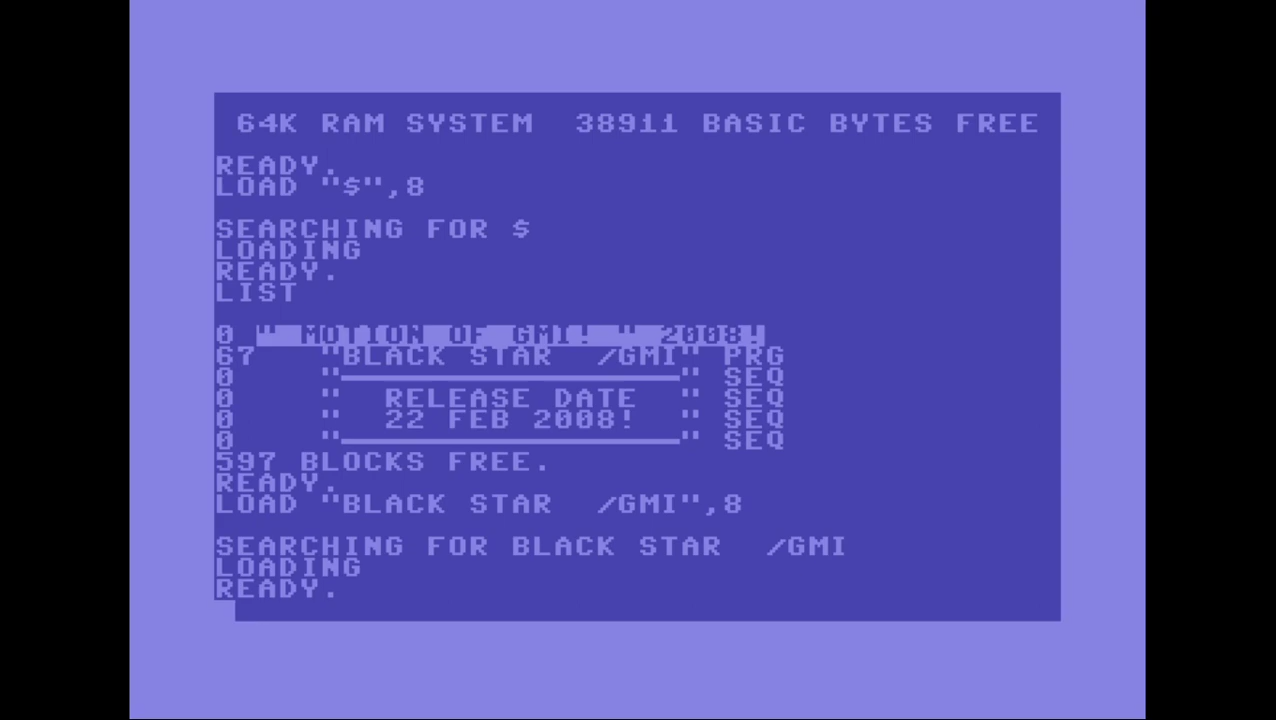 64K RAM SYSTEM  38911 BASIC BYTES FREE
READY.
LOAD "$",8
SEARCHING FOR $
LOADING
READY.
LIST
0 " MOTION OF GMI! " 2008!
67   "BLACK STAR  /GMI" PRG
0    "────────────────" SEQ
0    "  RELEASE DATE  " SEQ
0    "  22 FEB 2008!  " SEQ
0    "────────────────" SEQ
597 BLOCKS FREE.
READY.
LOAD "BLACK STAR  /GMI",8
SEARCHING FOR BLACK STAR  /GMI
LOADING
READY.